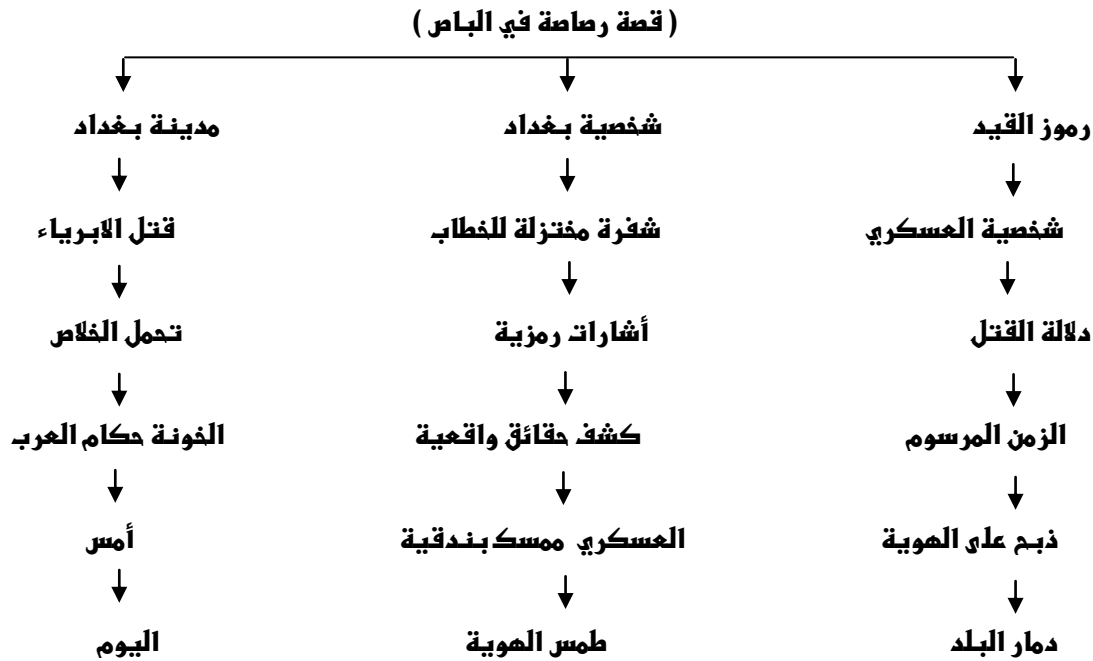 ( قصة رصاصة في الباص )
رموز القيد شخصية بغداد مدينة بغداد
شخصية العسكري شفرة مختزلة للخطاب قتل الابرياء
دلالة القتل أشارات رمزية تحمل الخلاص
الزمن المرسوم كشف حقائق واقعية الخونة حكام العرب
ذبح على الهوية العسكري ممسك بندقية أمس
دمار البلد طمس الهوية اليوم